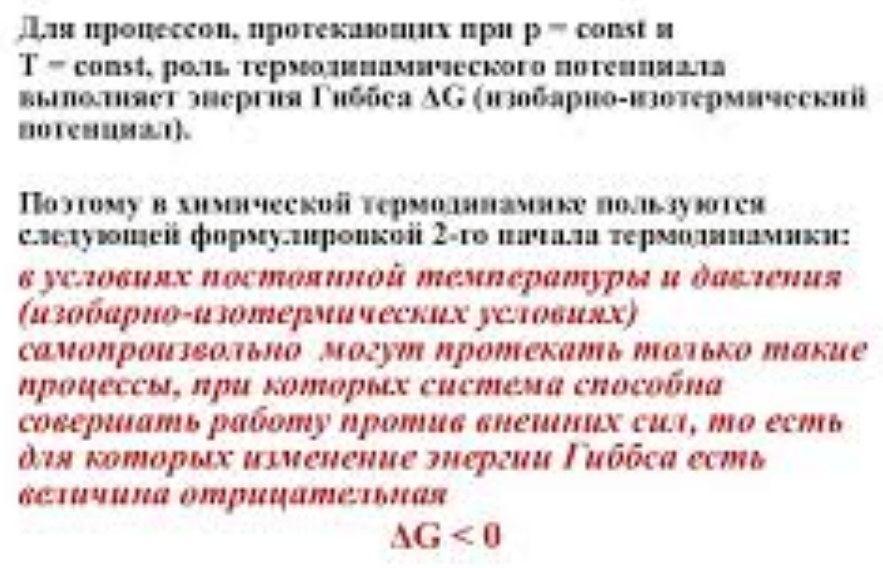 Для процессов, протекающих при p = const и
T = const, роль термодинамического потенциала
выполняет энергия Гиббса ΔG (изобарно-изотермический
потенциал).
Поэтому в химической термодинамике пользуются
следующей формулировкой 2-го начала термодинамики:
в условиях постоянной температуры и давления
(изобарно-изотермических условиях)
самопроизвольно могут протекать только такие
процессы, при которых система способна
совершать работу против внешних сил, то есть
для которых изменение энергии Гиббса есть
величина отрицательная
ΔG < 0